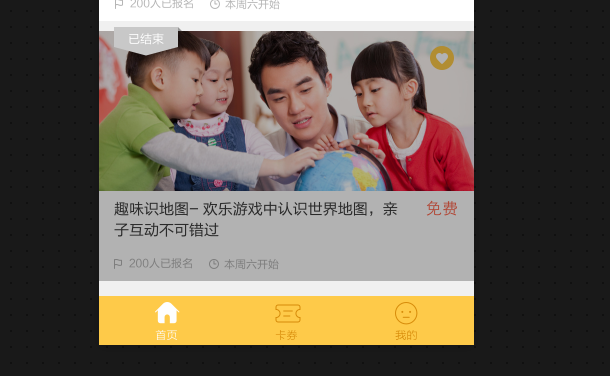 200人已报名 本周六开始
已结束
趣味识地图- 欢乐游戏中认识世界地图，亲 免费
子互动不可错过
200人已报名 本周六开始
首页 卡券 我的